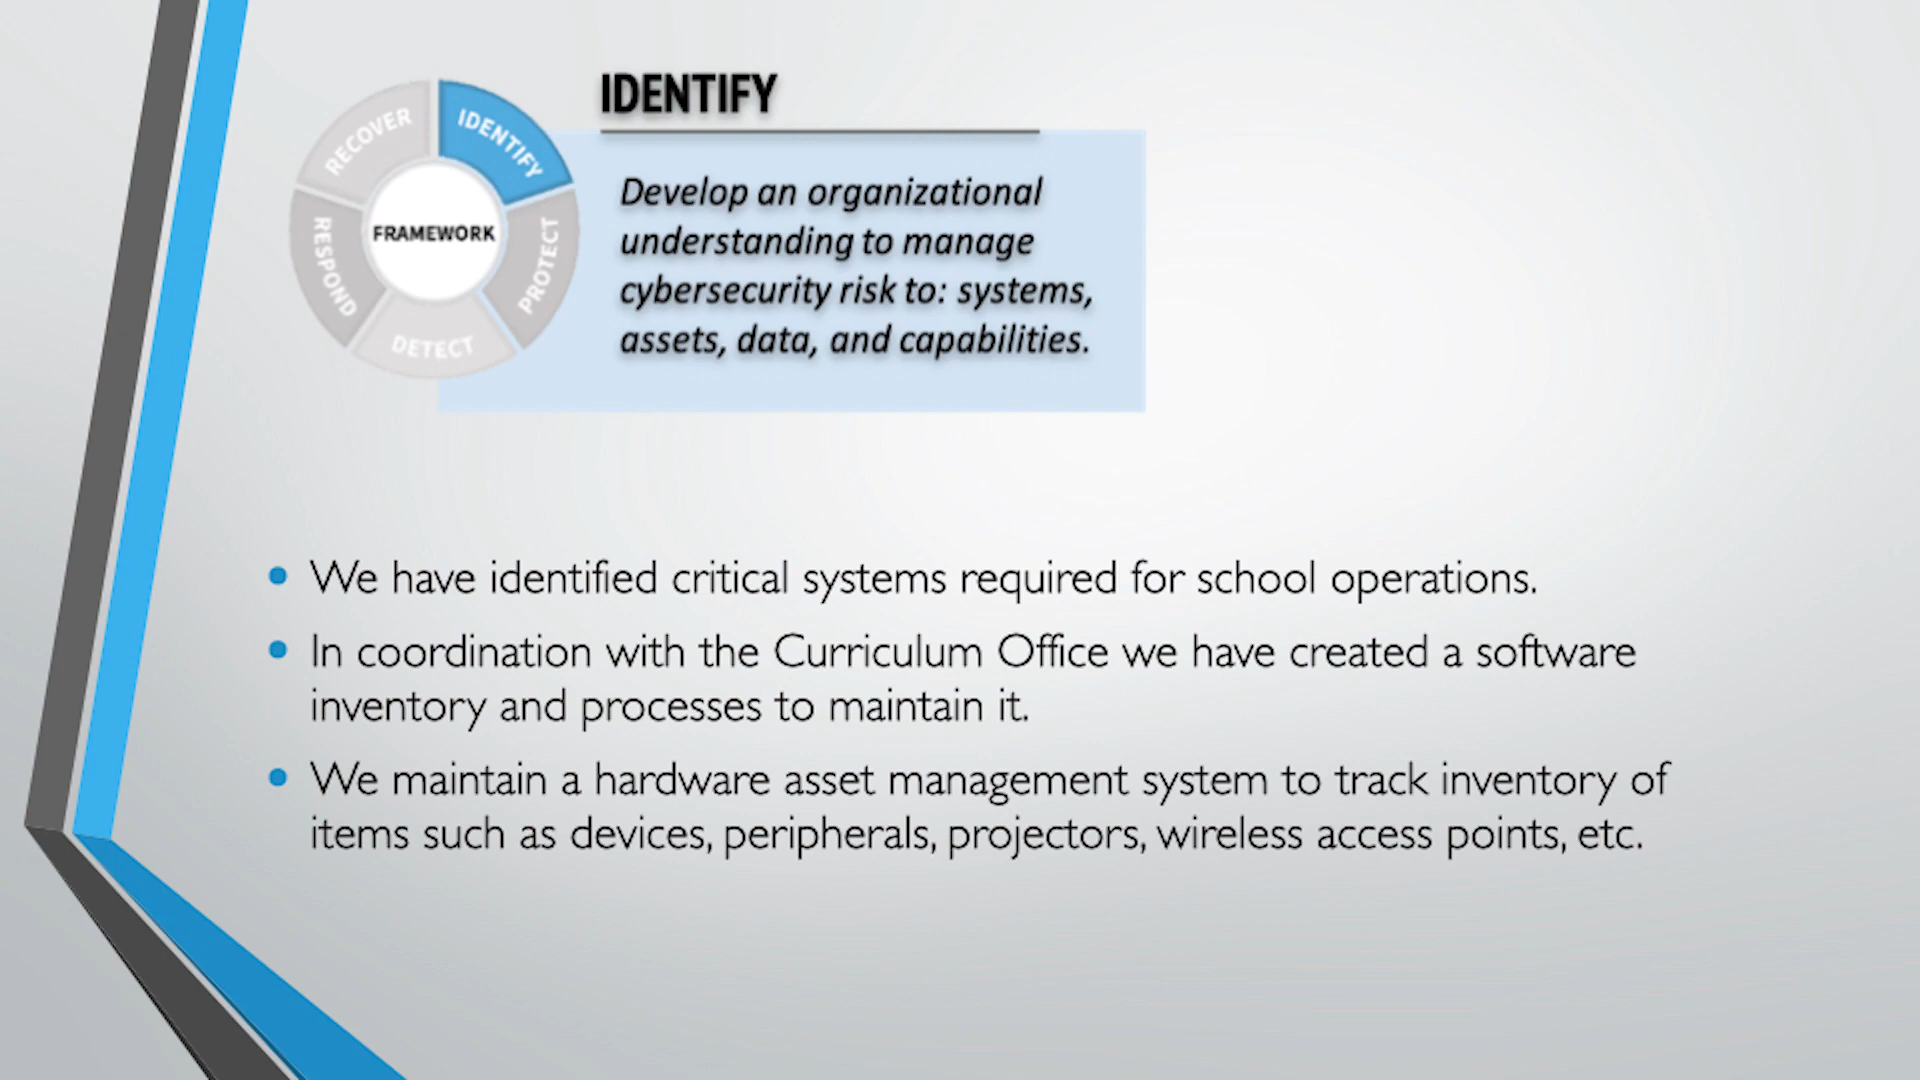 IDENTIFY
RECOVER
IDENTIFY
FRAMEWORK
RESPOND
PROTECT
DETECT
Develop an organizational
understanding to manage
cybersecurity risk to: systems,
assets, data, and capabilities.
• We have identified critical systems required for school operations.
• In coordination with the Curriculum Office we have created a software
inventory and processes to maintain it.
• We maintain a hardware asset management system to track inventory of
items such as devices, peripherals, projectors, wireless access points, etc.